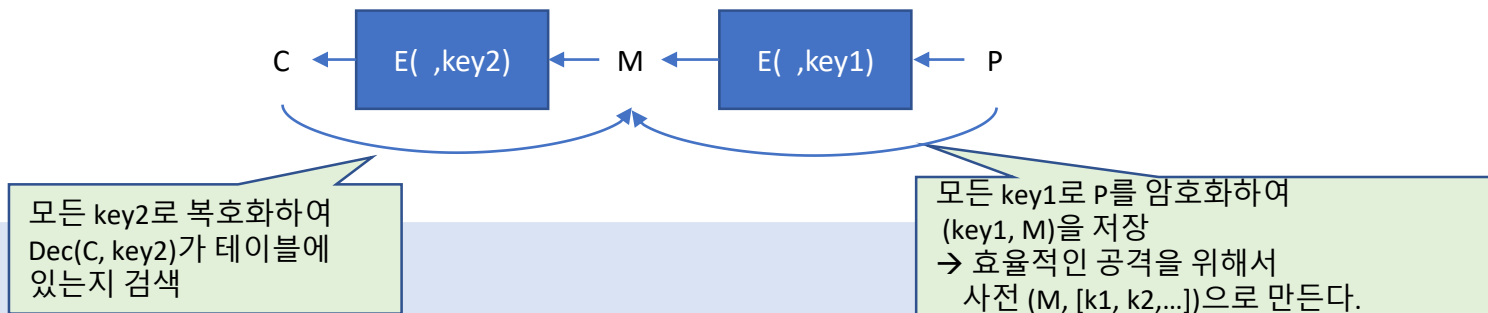 C E( ,key2) M E( ,key1) P
모든 key2로 복호화하여
Dec(C, key2)가 테이블에
있는지 검색
모든 key1로 P를 암호화하여
(key1, M)을 저장
→ 효율적인 공격을 위해서
사전 (M, [k1, k2,...])으로 만든다.